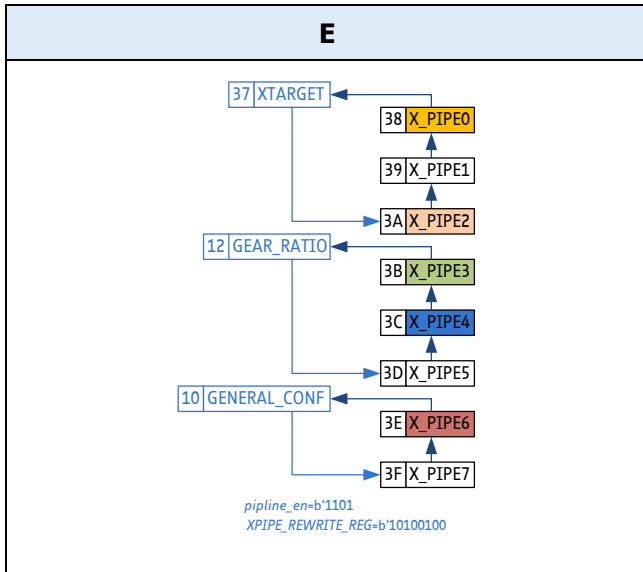 E
37 XTARGET
38 X_PIPE0
39 X_PIPE1
3A X_PIPE2
12 GEAR_RATIO
3B X_PIPE3
3C X_PIPE4
3D X_PIPE5
10 GENERAL_CONF
3E X_PIPE6
3F X_PIPE7
pipline_en=b'1101
XPIPE_REWRITE_REG=b'10100100